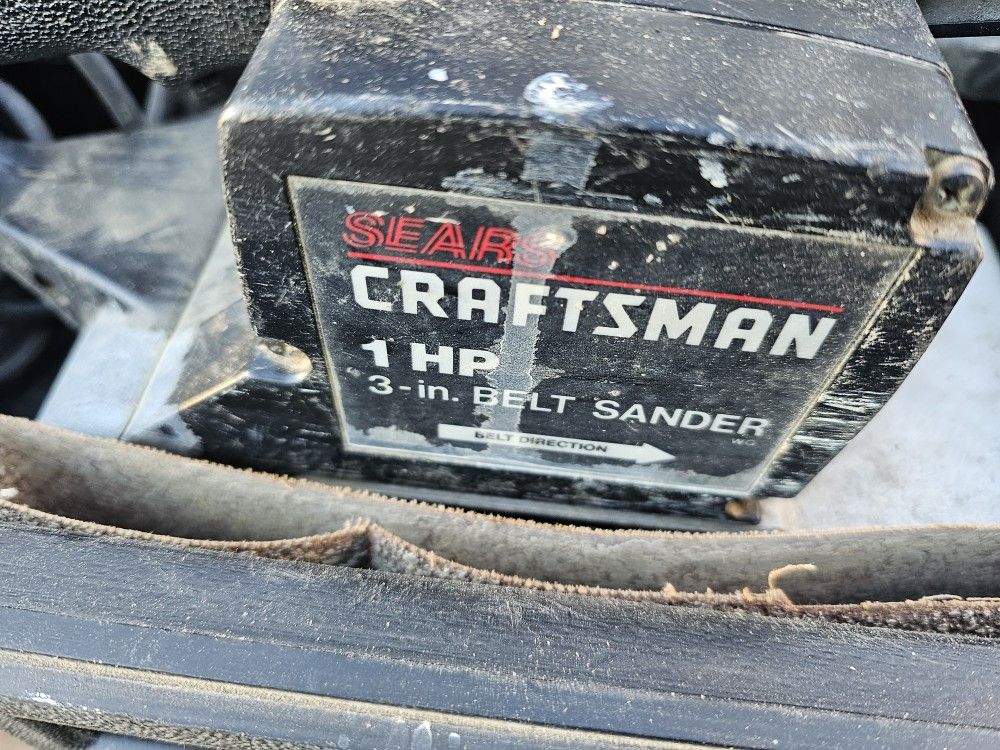 SEARS
CRAFTSMAN
1 HP
3-in. BELT SANDER
BELT DIRECTION